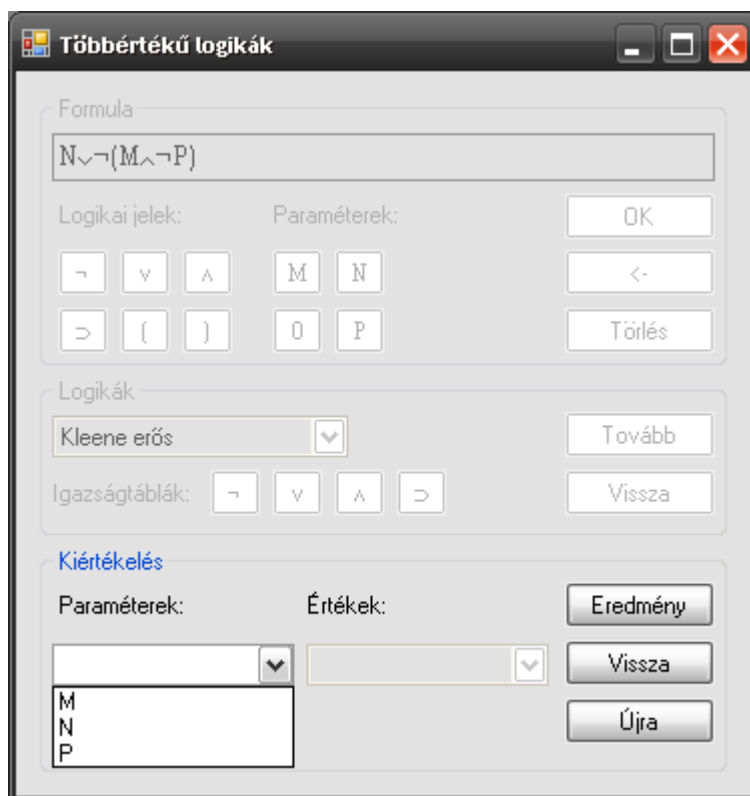 Többértékű logikák
Formula
N∨¬(M∧¬P)
Logikai jelek: Paraméterek: OK
¬ ∨ ∧ M N <-
⊃ ( ) O P Törlés
Logikák
Kleene erős Tovább
Igazságtáblák: ¬ ∨ ∧ ⊃ Vissza
Kiértékelés
Paraméterek: Értékek: Eredmény
Vissza
M
N
P
Újra